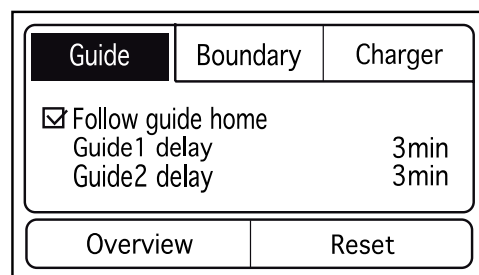 Guide Boundary Charger
Follow guide home
Guide1 delay 3min
Guide2 delay 3min
Overview Reset